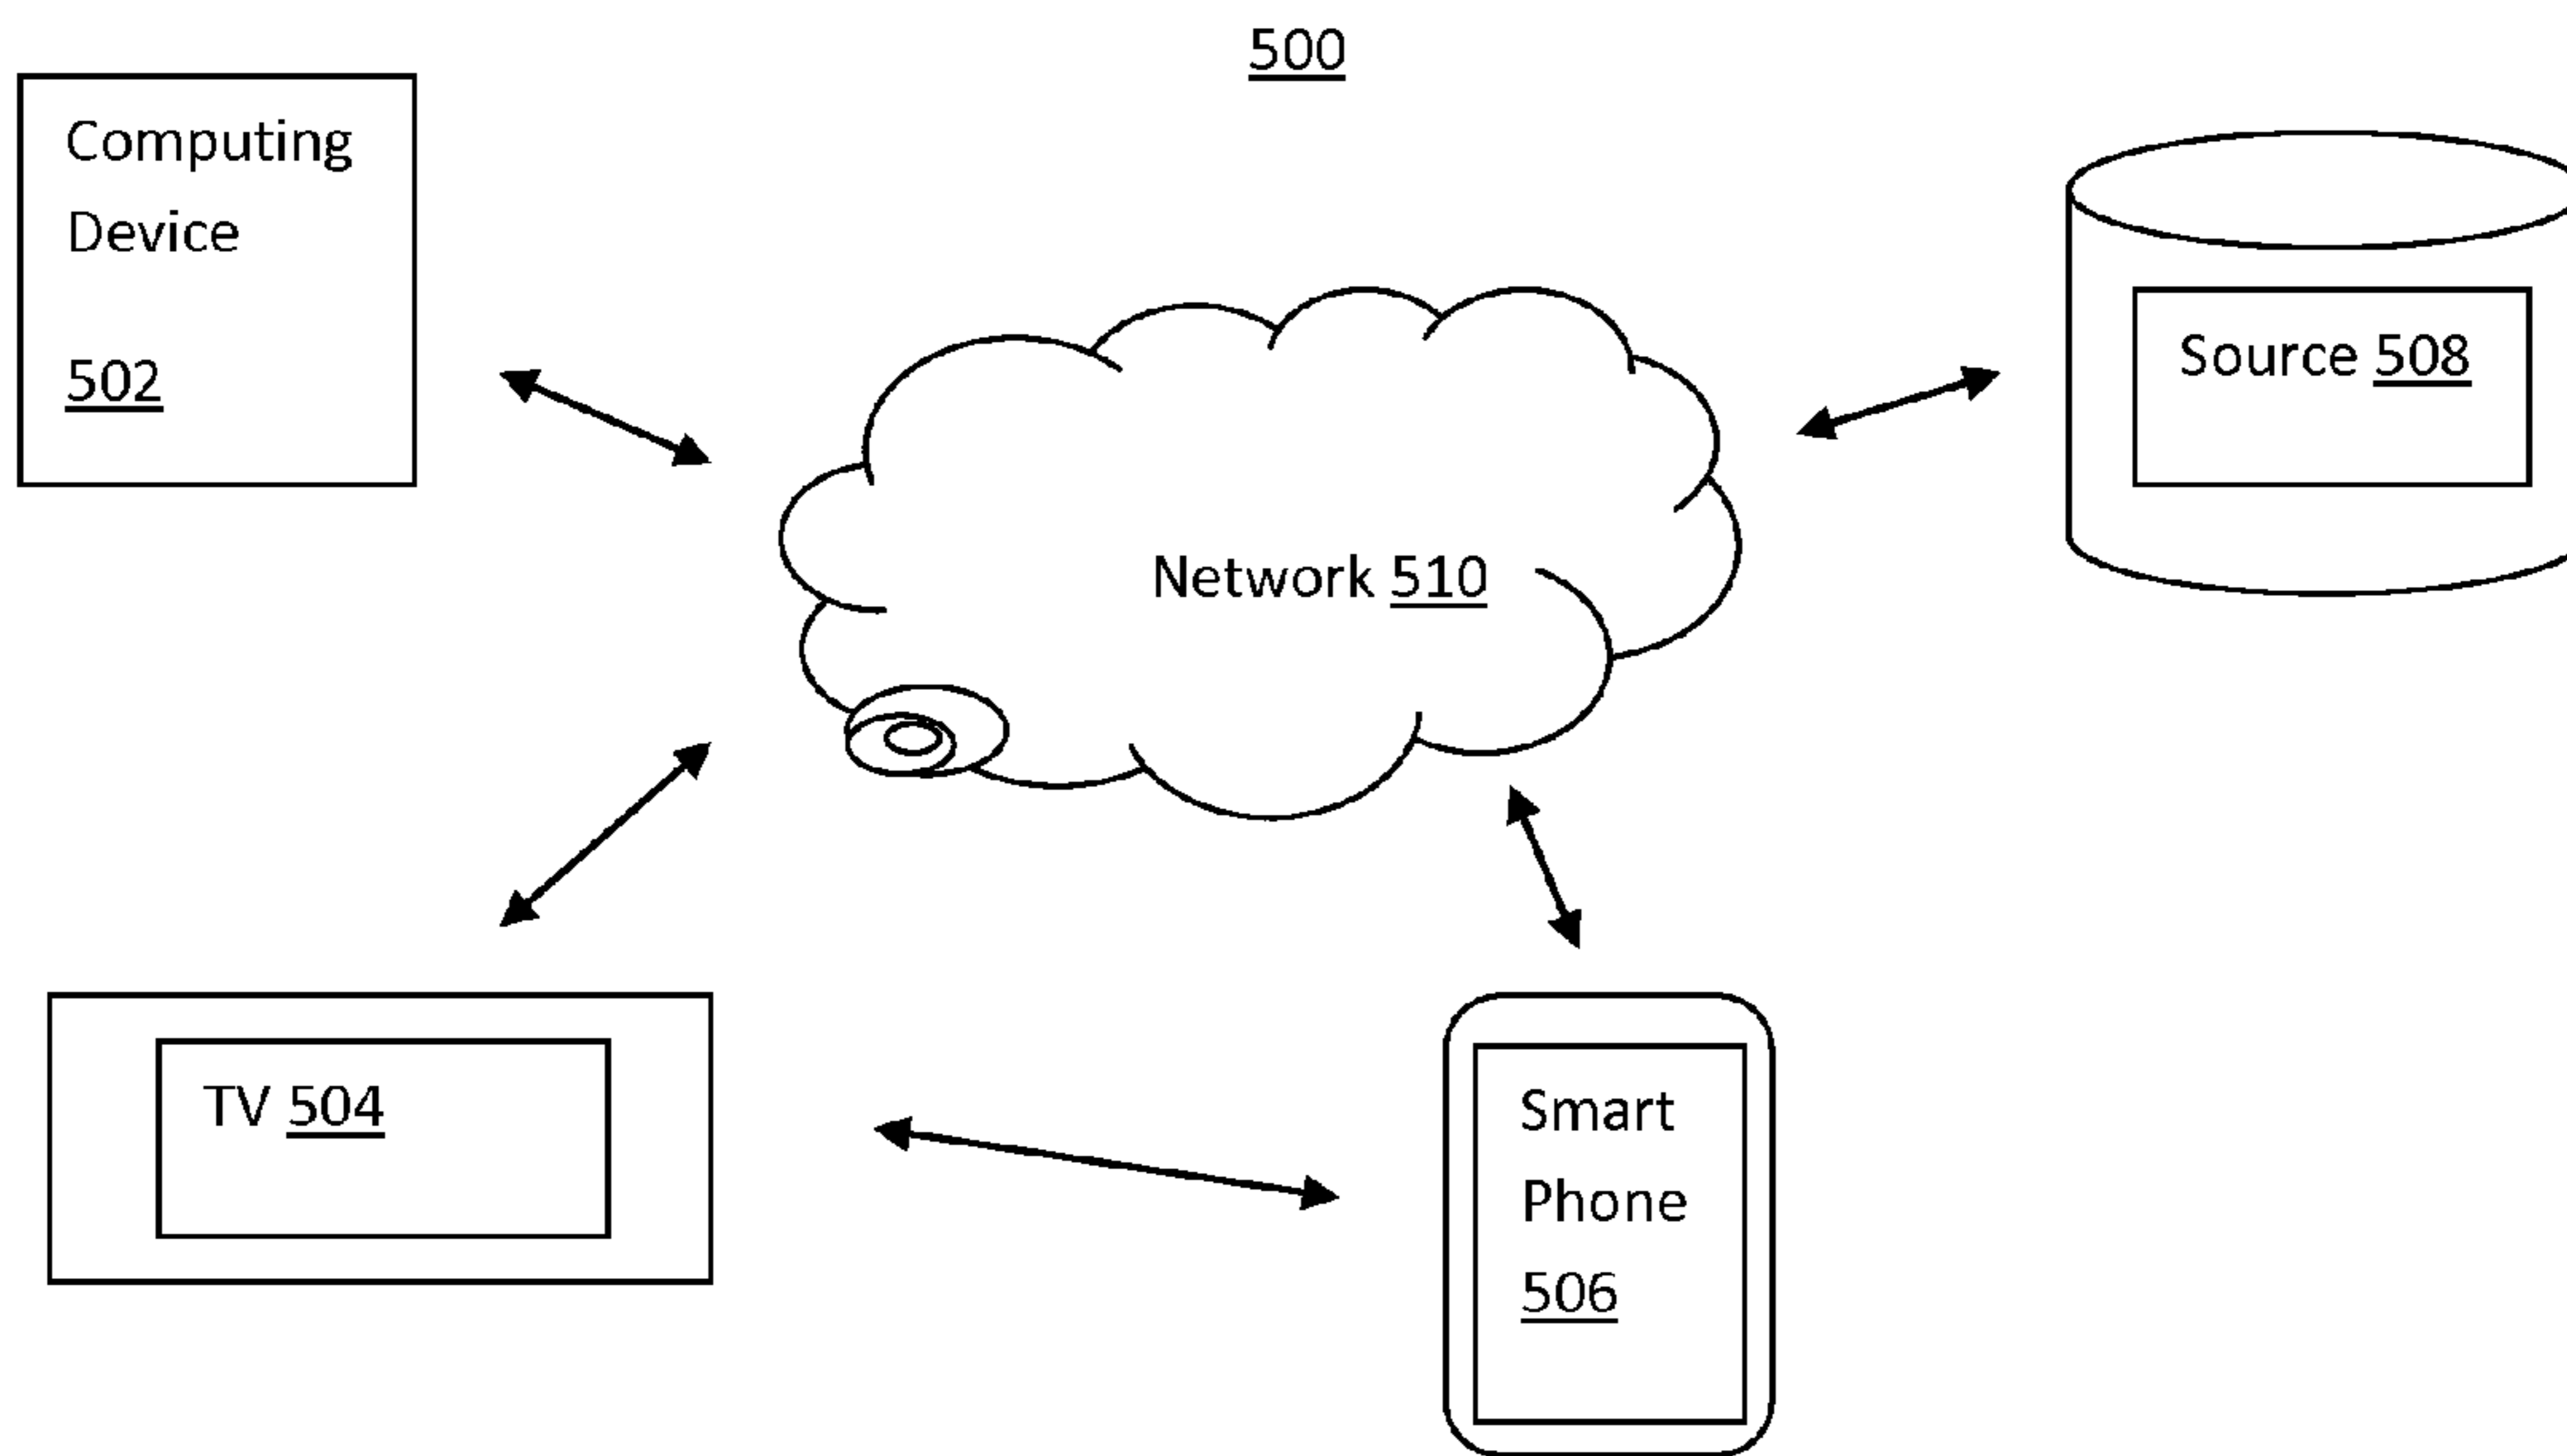 500
Computing
Device
502
Source 508
Network 510
TV 504
Smart
Phone
506